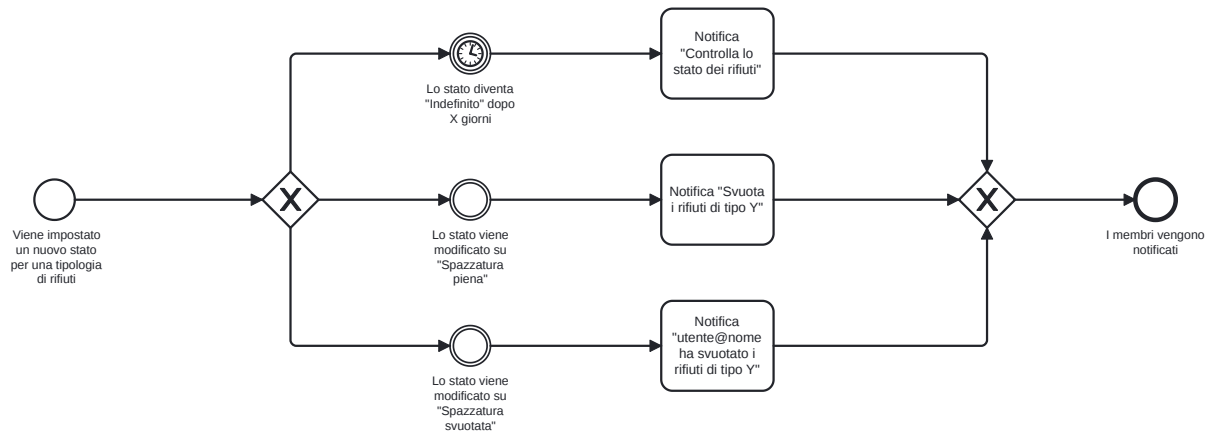 Viene impostato
un nuovo stato
per una tipologia
di rifiuti
X
Lo stato diventa
"Indefinito" dopo
X giorni
Notifica
"Controlla lo
stato dei rifiuti"
Lo stato viene
modificato su
"Spazzatura
piena"
Notifica "Svuota
i rifiuti di tipo Y"
Lo stato viene
modificato su
"Spazzatura
svuotata"
Notifica
"utente@nome
ha svuotato i
rifiuti di tipo Y"
X
I membri vengono
notificati